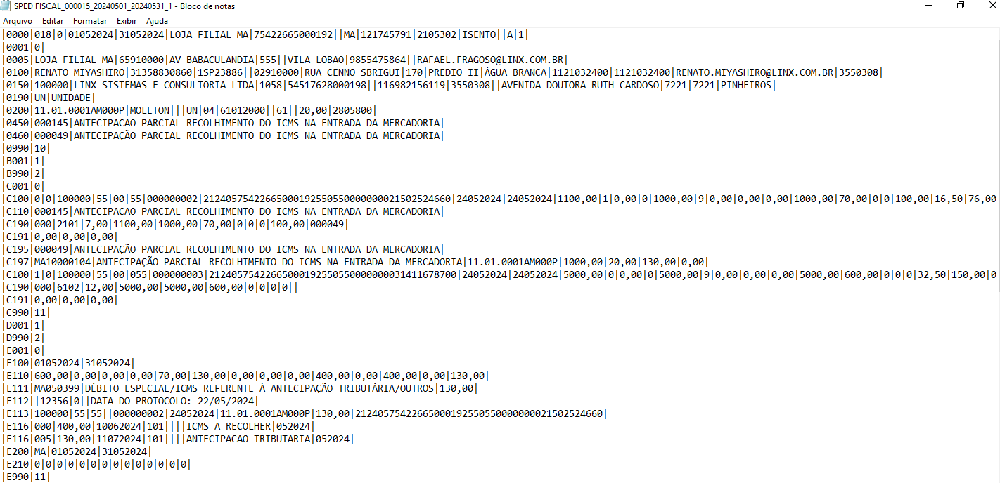 SPED FISCAL_000015_20240501_20240531_1 - Bloco de notas
Arquivo Editar Formatar Exibir Ajuda
|0000|018|0|01052024|31052024|LOJA FILIAL MA|75422665000192||MA|121745791|2105302|ISENTO||A|1|
|0001|0|
|0005|LOJA FILIAL MA|65910000|AV BABACULANDIA|555||VILA LOBAO|9855475864||RAFAEL.FRAGOSO@LINX.COM.BR|
|0100|RENATO MIYASHIRO|31358830860|1SP23886||02910000|RUA CENNO SBRIGUI|170|PREDIO II|ÁGUA BRANCA|1121032400|1121032400|RENATO.MIYASHIRO@LINX.COM.BR|3550308|
|0150|100000|LINX SISTEMAS E CONSULTORIA LTDA|1058|54517628000198||116982156119|3550308||AVENIDA DOUTORA RUTH CARDOSO|7221|7221|PINHEIROS|
|0190|UN|UNIDADE|
|0200|11.01.0001AM000P|MOLETON|||UN|04|61012000||61||20,00|2805800|
|0450|000145|ANTECIPACAO PARCIAL RECOLHIMENTO DO ICMS NA ENTRADA DA MERCADORIA|
|0460|000049|ANTECIPAÇÃO PARCIAL RECOLHIMENTO DO ICMS NA ENTRADA DA MERCADORIA|
|0990|10|
|B001|1|
|B990|2|
|C001|0|
|C100|0|0|100000|55|00|55|000000002|21240575422665000192550550000000021502524660|24052024|24052024|1100,00|1|0,00|0|1000,00|9|0,00|0,00|0,00|1000,00|70,00|0|0|100,00|16,50|76,00
|C110|000145|ANTECIPACAO PARCIAL RECOLHIMENTO DO ICMS NA ENTRADA DA MERCADORIA|
|C190|000|2101|7,00|1100,00|1000,00|70,00|0|0|0|100,00|000049|
|C191|0,00|0,00|0,00|
|C195|000049|ANTECIPAÇÃO PARCIAL RECOLHIMENTO DO ICMS NA ENTRADA DA MERCADORIA|
|C197|MA10000104|ANTECIPAÇÃO PARCIAL RECOLHIMENTO DO ICMS NA ENTRADA DA MERCADORIA|11.01.0001AM000P|1000,00|20,00|130,00|0,00|
|C100|1|0|100000|55|00|055|000000003|21240575422665000192550550000000031411678700|24052024|24052024|5000,00|0|0,00|0|5000,00|9|0,00|0,00|0,00|5000,00|600,00|0|0|0|32,50|150,00|0
|C190|000|6102|12,00|5000,00|5000,00|600,00|0|0|0|0||
|C191|0,00|0,00|0,00|
|C990|11|
|D001|1|
|D990|2|
|E001|0|
|E100|01052024|31052024|
|E110|600,00|0,00|0,00|0,00|70,00|130,00|0,00|0,00|0,00|400,00|0,00|400,00|0,00|130,00|
|E111|MA050399|DÉBITO ESPECIAL/ICMS REFERENTE À ANTECIPAÇÃO TRIBUTÁRIA/OUTROS|130,00|
|E112||12356|0||DATA DO PROTOCOLO: 22/05/2024|
|E113|100000|55|55||000000002|24052024|11.01.0001AM000P|130,00|21240575422665000192550550000000021502524660|
|E116|000|400,00|10062024|101||||ICMS A RECOLHER|052024|
|E116|005|130,00|11072024|101||||ANTECIPACAO TRIBUTARIA|052024|
|E200|MA|01052024|31052024|
|E210|0|0|0|0|0|0|0|0|0|0|0|0|0|0|
|E990|11|